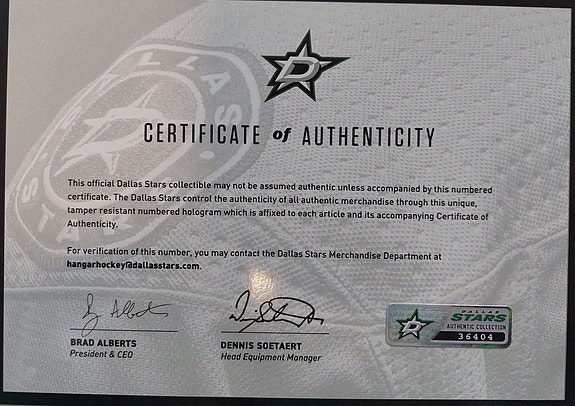 DALLAS
STARS
CERTIFICATE of AUTHENTICITY
This official Dallas Stars collectible may not be assumed authentic unless accompanied by this numbered
certificate. The Dallas Stars control the authenticity of all authentic merchandise through this unique,
tamper resistant numbered hologram which is affixed to each article and its accompanying Certificate of
Authenticity.
For verification of this number, you may contact the Dallas Stars Merchandise Department at
hangarhockey@dallasstars.com.
BRAD ALBERTS
President & CEO
DENNIS SOETAERT
Head Equipment Manager
DALLAS
STARS
AUTHENTIC COLLECTION
36404